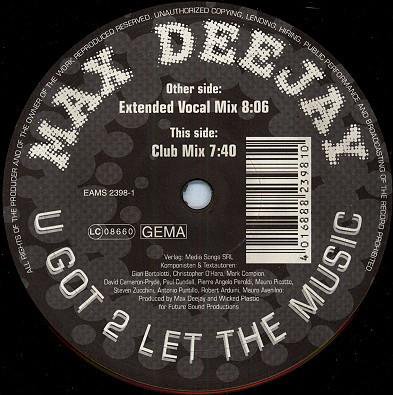 ALL RIGHTS OF THE PRODUCER AND OF THE OWNER OF THE WORK REPRODUCED RESERVED. UNAUTHORIZED COPYING, LENDING, HIRING, PUBLIC PERFORMANCE AND BROADCASTING OF THE RECORD PROHIBITED
MAX DEEJAY
Other side:
Extended Vocal Mix 8:06
This side:
Club Mix 7:40
EAMS 2398-1
LC 08660
GEMA
4 016888 239810
Verlag: Media Songs SRL
Komponisten & Textautoren:
Gian Bortolotti, Christopher O'Hara, Mark Campion,
David Cameron-Pryde, Paul Cundall, Pierre Angelo Peroldi, Mauro Picotto,
Steven Zucchini, Antonio Puntillo, Robert Arduini, Mauro Avenino
Produced by Max Deejay and Wicked Plastic
for Future Sound Productions
U GOT 2 LET THE MUSIC